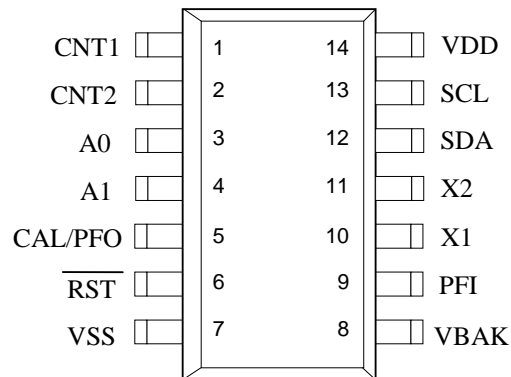 CNT1 1 14 VDD
CNT2 2 13 SCL
A0 3 12 SDA
A1 4 11 X2
CAL/PFO 5 10 X1
R̅S̅T̅ 6 9 PFI
VSS 7 8 VBAK